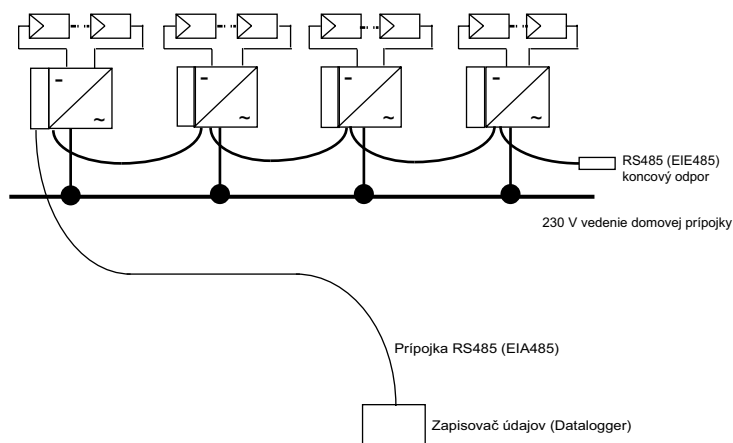 -
-
-
-
~
~
~
~
RS485 (EIE485)
koncový odpor
230 V vedenie domovej prípojky
Prípojka RS485 (EIA485)
Zapisovač údajov (Datalogger)